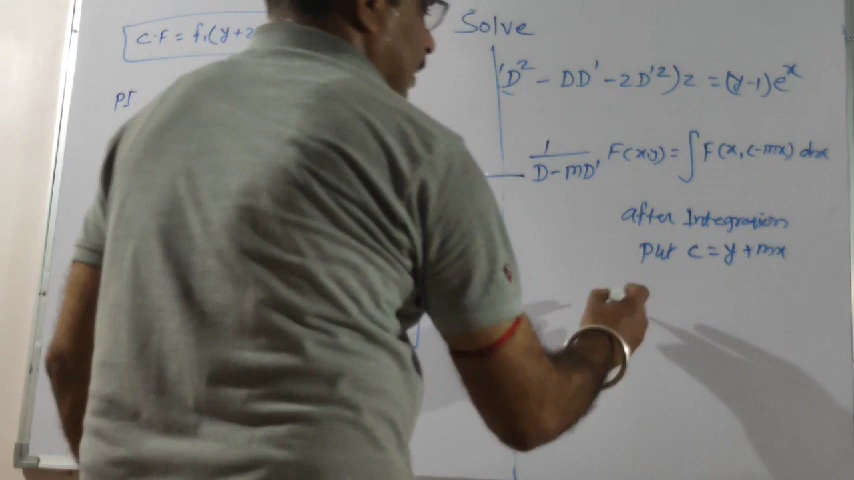 C·F = f₁(y+2
PI
Solve
(D² - DD' - 2D'²)z = (y-1)eˣ
1/(D-mD') F(x,y) = ∫F(x, c-mx) dx
after Integration
put c = y+mx